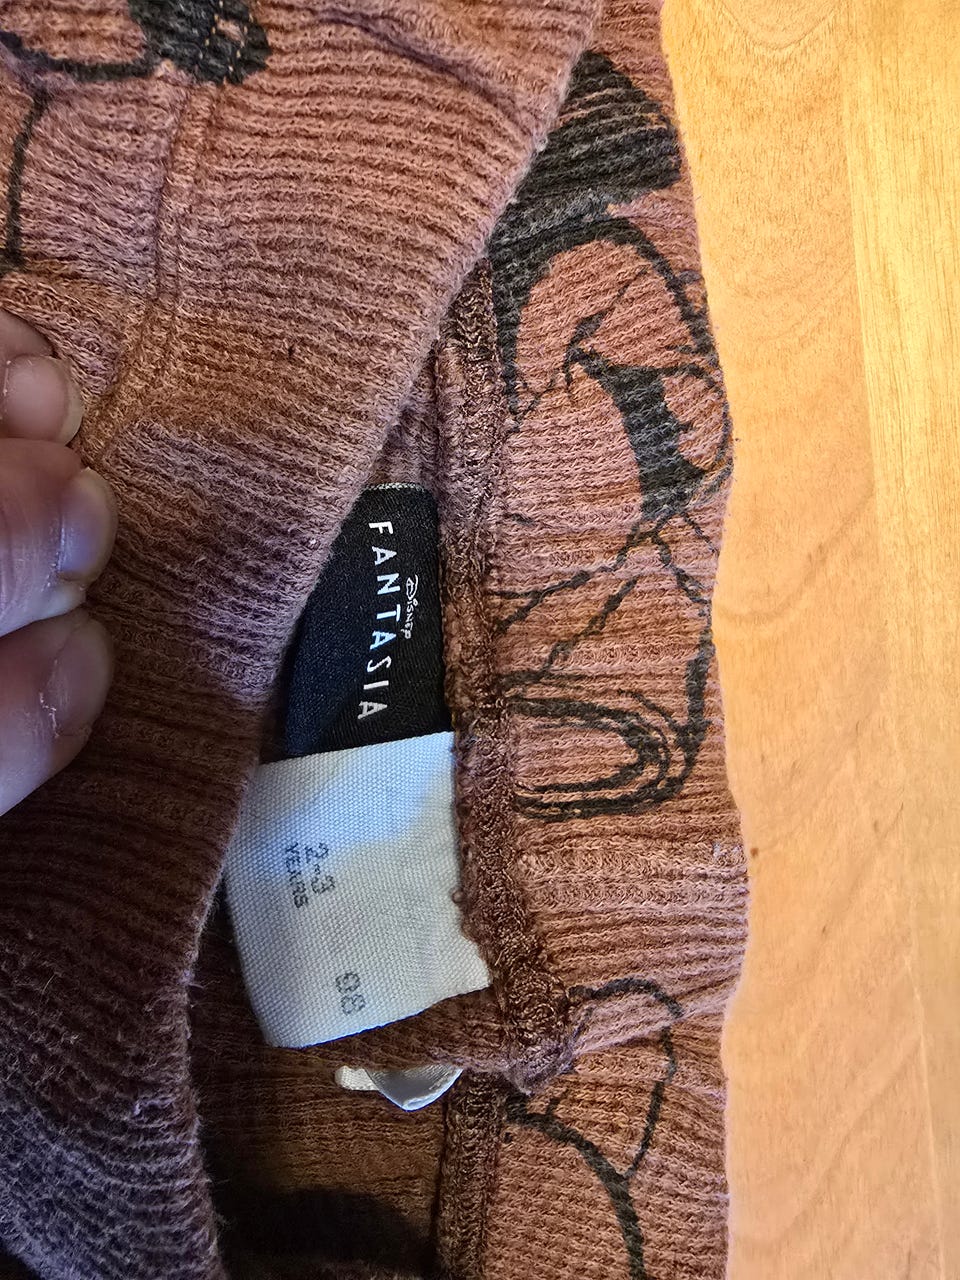 Disney
FANTASIA
2-3 98
YEARS